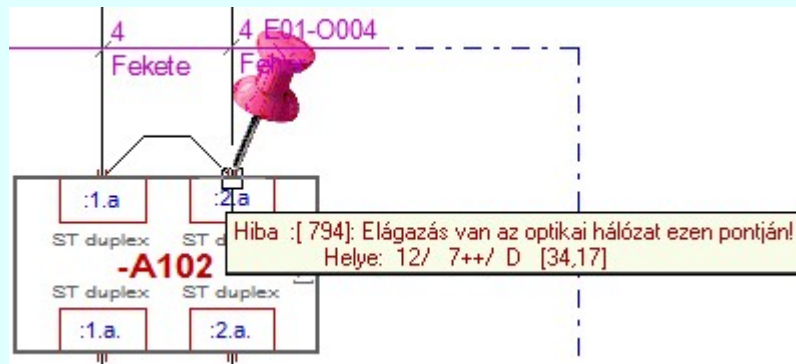 4
4 E01-O004
Fekete
Fehér
:1.a
:2.a
ST duplex
-A102
ST duplex
ST duplex
:1.a.
:2.a.
Hiba :[ 794]: Elágazás van az optikai hálózat ezen pontján!
Helye: 12/ 7++/ D [34,17]